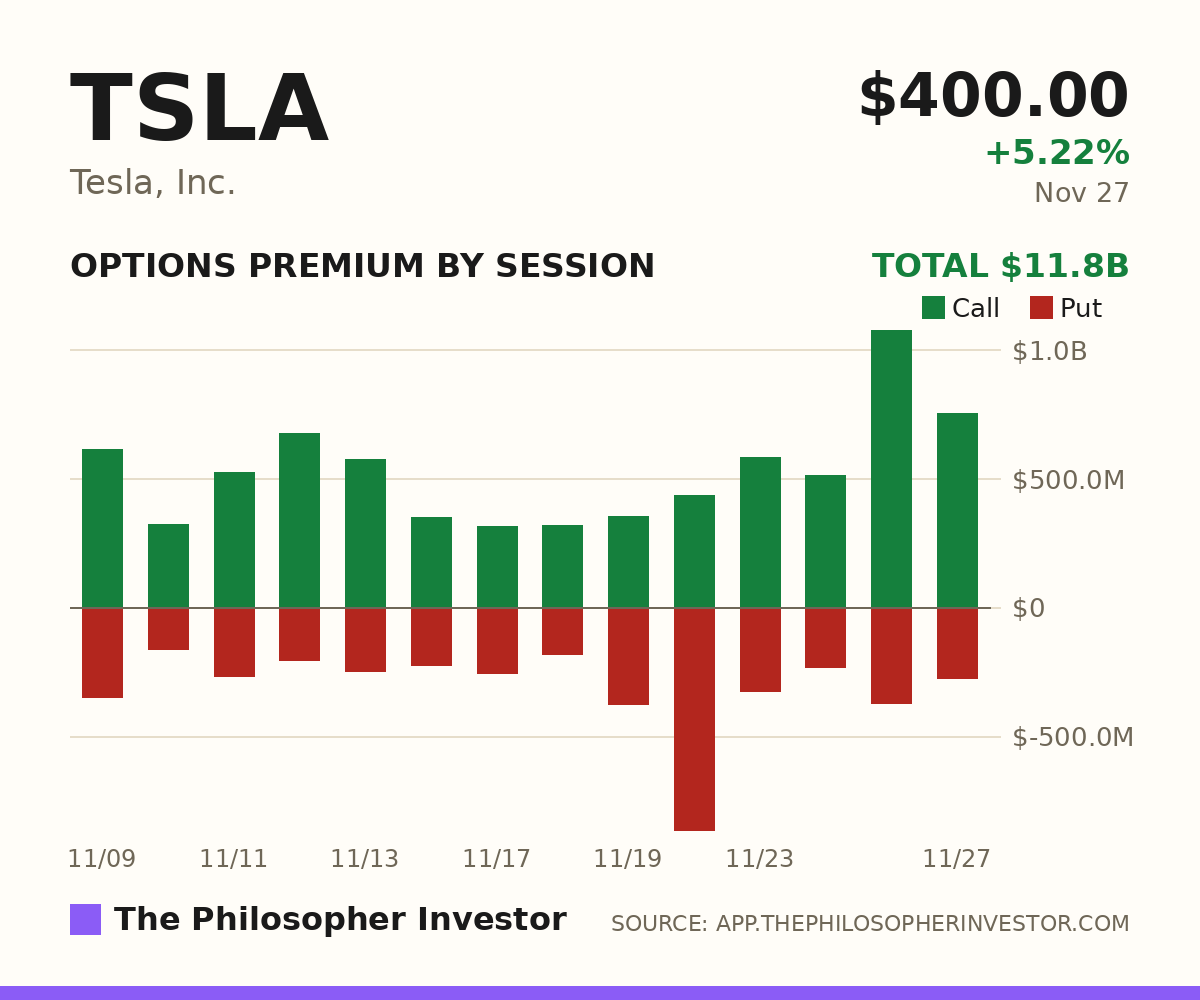 TSLA
$400.00
+5.22%
Tesla, Inc.
Nov 27
OPTIONS PREMIUM BY SESSION
TOTAL $11.8B
Call
Put
$1.0B
$500.0M
$0
$-500.0M
11/09
11/11
11/13
11/17
11/19
11/23
11/27
The Philosopher Investor
SOURCE: APP.THEPHILOSOPHERINVESTOR.COM